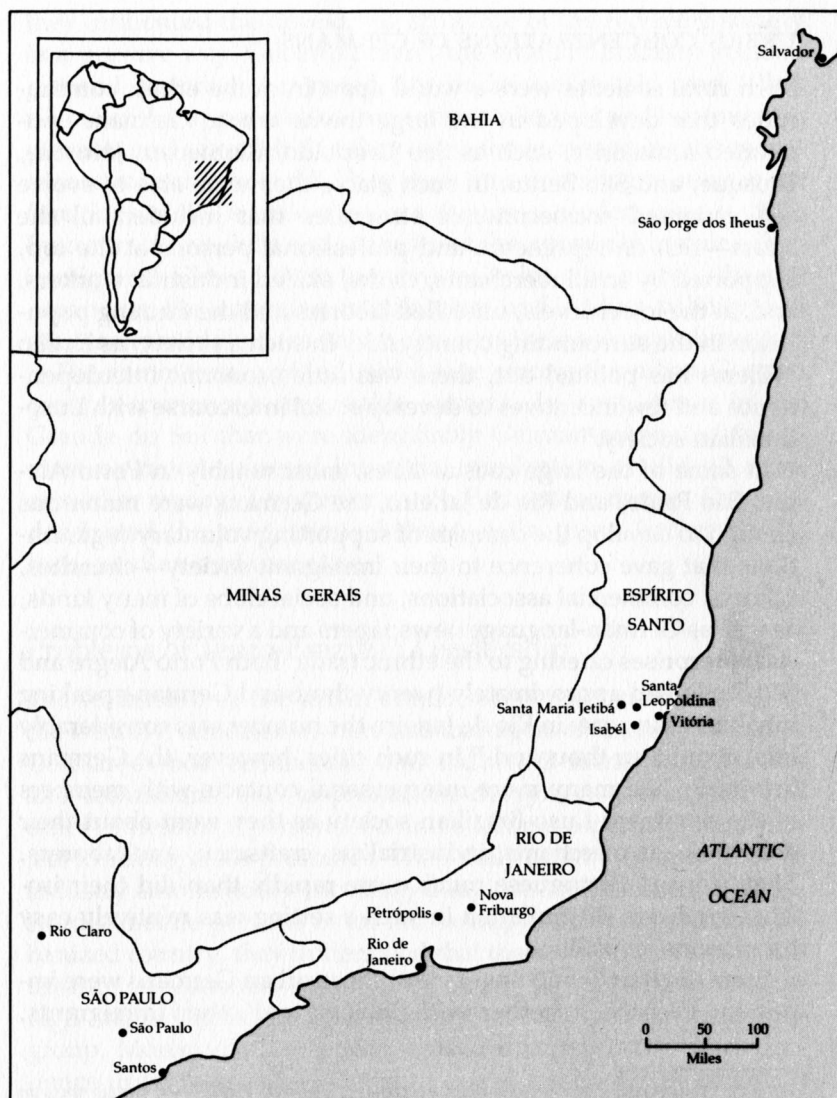 Salvador
BAHIA
São Jorge dos Ilheus
MINAS GERAIS
ESPÍRITO
SANTO
Santa
Leopoldina
Santa Maria Jetibá
Vitória
Isabel
RIO DE
JANEIRO
ATLANTIC
OCEAN
Nova
Friburgo
Petrópolis
Rio Claro
Rio de
Janeiro
SÃO PAULO
São Paulo
Santos
0 50 100
Miles